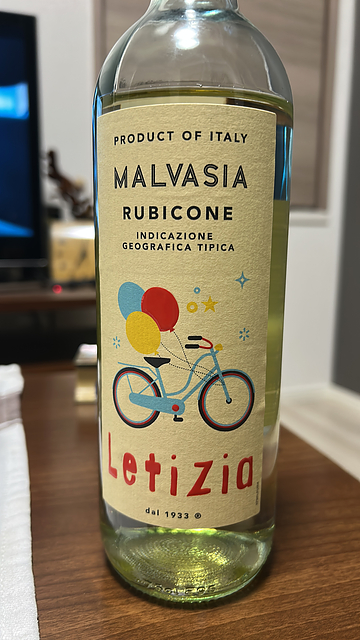 PRODUCT OF ITALY
MALVASIA
RUBICONE
INDICAZIONE
GEOGRAFICA TIPICA
Letizia
dal 1933 ®